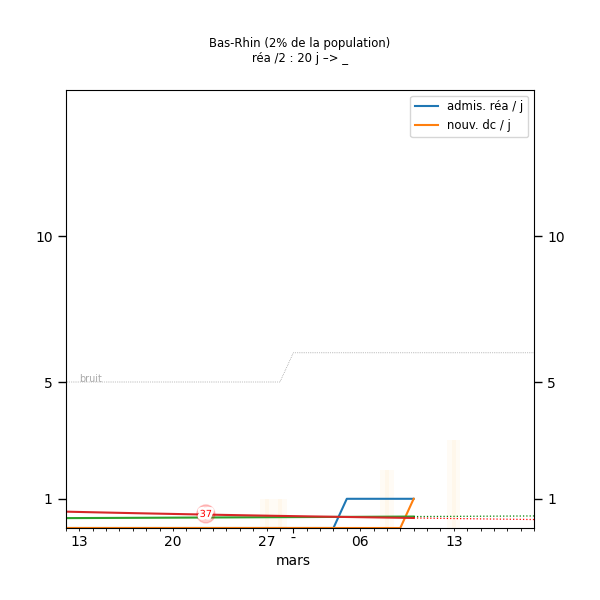 Bas-Rhin (2% de la population)
réa /2 : 20 j –> _
admis. réa / j
nouv. dc / j
10
10
bruit
5
5
1
1
37
13
20
27
-
06
13
mars